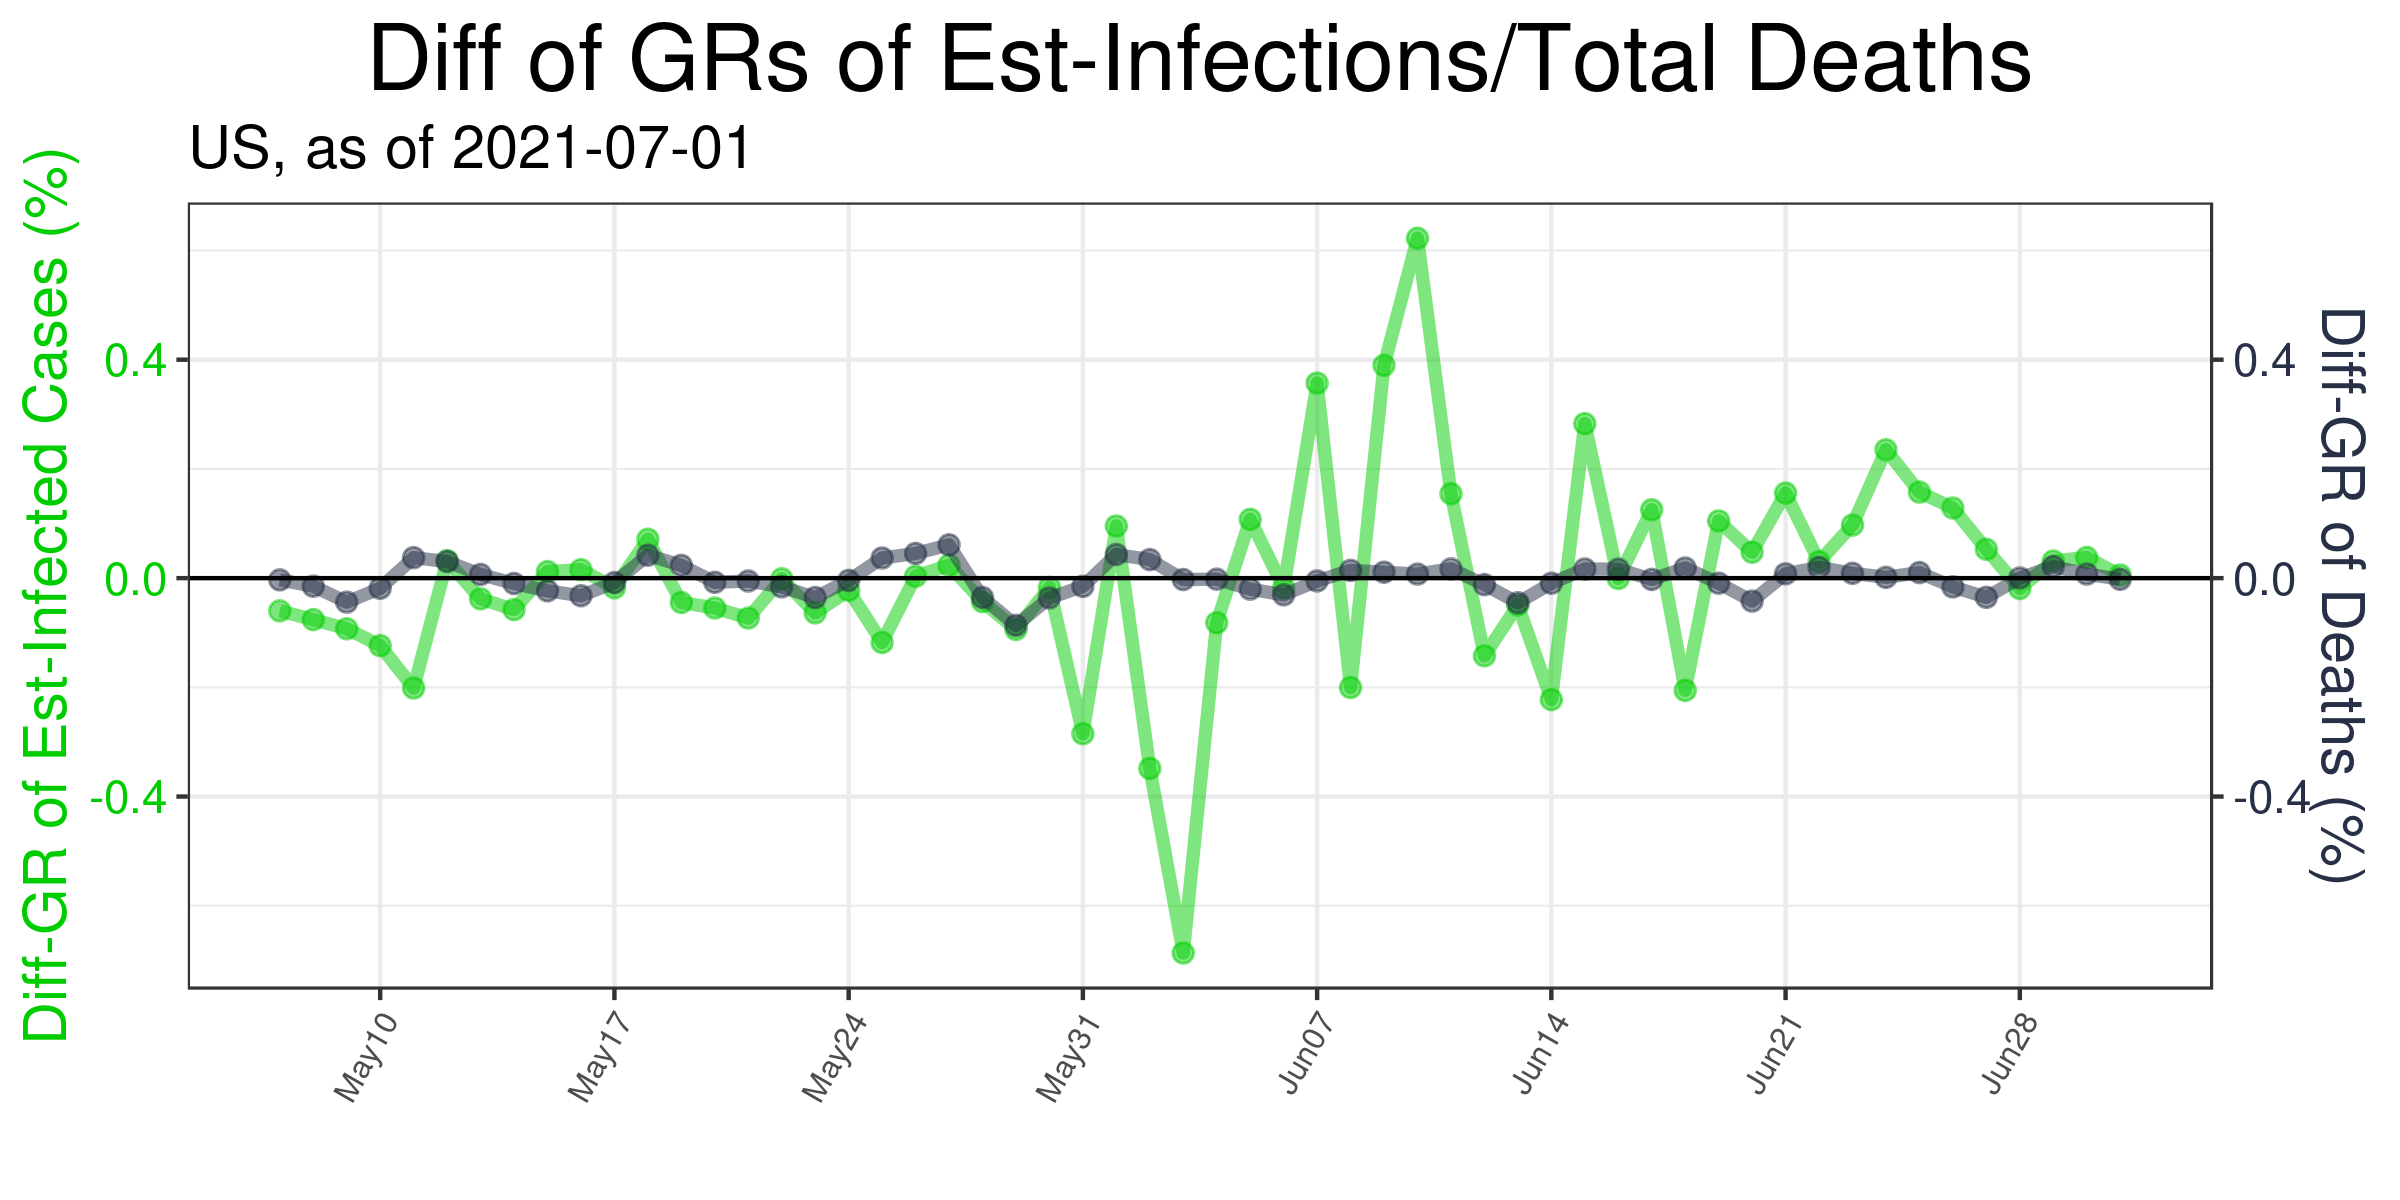 Diff of GRs of Est-Infections/Total Deaths
US, as of 2021-07-01
Diff-GR of Est-Infected Cases (%)
0.4
0.0
-0.4
0.4
0.0
-0.4
Diff-GR of Deaths (%)
May10
May17
May24
May31
Jun07
Jun14
Jun21
Jun28